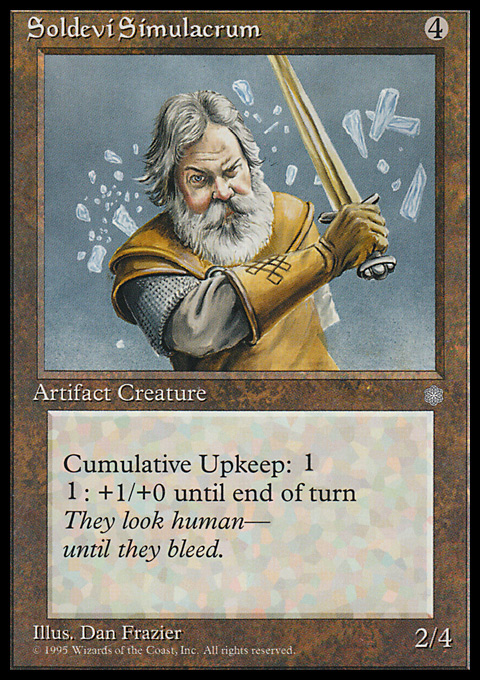 Soldevi Simulacrum 4
Artifact Creature
Cumulative Upkeep: 1
1: +1/+0 until end of turn
They look human—
until they bleed.
Illus. Dan Frazier
2/4
© 1995 Wizards of the Coast, Inc. All rights reserved.